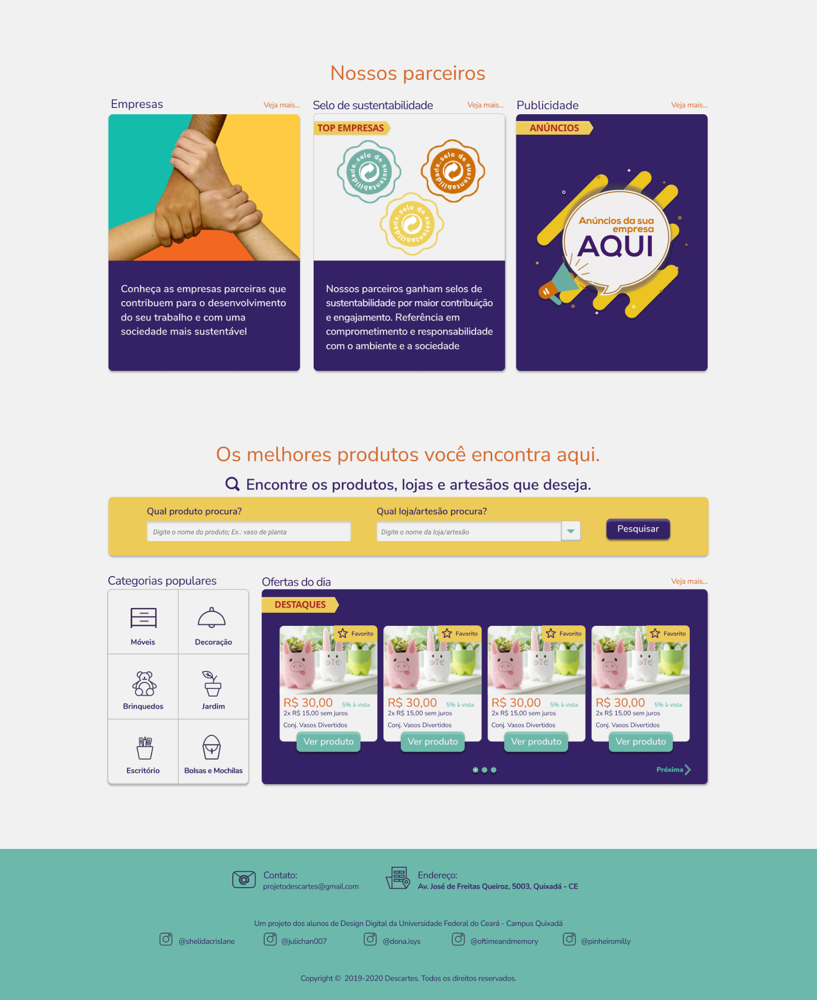 Nossos parceiros
Empresas
Veja mais...
Conheça as empresas parceiras que
contribuem para o desenvolvimento
do seu trabalho e com uma
sociedade mais sustentável
Selo de sustentabilidade
Veja mais...
TOP EMPRESAS
selo de sustentabilidade.
selo de sustentabilidade.
selo de sustentabilidade.
Nossos parceiros ganham selos de
sustentabilidade por maior contribuição
e engajamento. Referência em
comprometimento e responsabilidade
com o ambiente e a sociedade
Publicidade
Veja mais...
ANÚNCIOS
Anúncios da sua
empresa
AQUI
Os melhores produtos você encontra aqui.
Encontre os produtos, lojas e artesãos que deseja.
Qual produto procura?
Digite o nome do produto; Ex.: vaso de planta
Qual loja/artesão procura?
Digite o nome da loja/artesão
Pesquisar
Categorias populares
Móveis
Decoração
Brinquedos
Jardim
Escritório
Bolsas e Mochilas
Ofertas do dia
Veja mais...
DESTAQUES
Favorito
R$ 30,00 5% à vista
2x R$ 15,00 sem juros
Conj. Vasos Divertidos
Ver produto
Favorito
R$ 30,00 5% à vista
2x R$ 15,00 sem juros
Conj. Vasos Divertidos
Ver produto
Favorito
R$ 30,00 5% à vista
2x R$ 15,00 sem juros
Conj. Vasos Divertidos
Ver produto
Favorito
R$ 30,00 5% à vista
2x R$ 15,00 sem juros
Conj. Vasos Divertidos
Ver produto
Próxima
Contato:
projetodescartes@gmail.com
Endereço:
Av. José de Freitas Queiroz, 5003, Quixadá - CE
Um projeto dos alunos de Design Digital da Universidade Federal do Ceará - Campus Quixadá
@shelidacrislane
@julichan007
@dona.isys
@oftimeandmemory
@pinheiromilly
Copyright © 2019-2020 Descartes. Todos os direitos reservados.